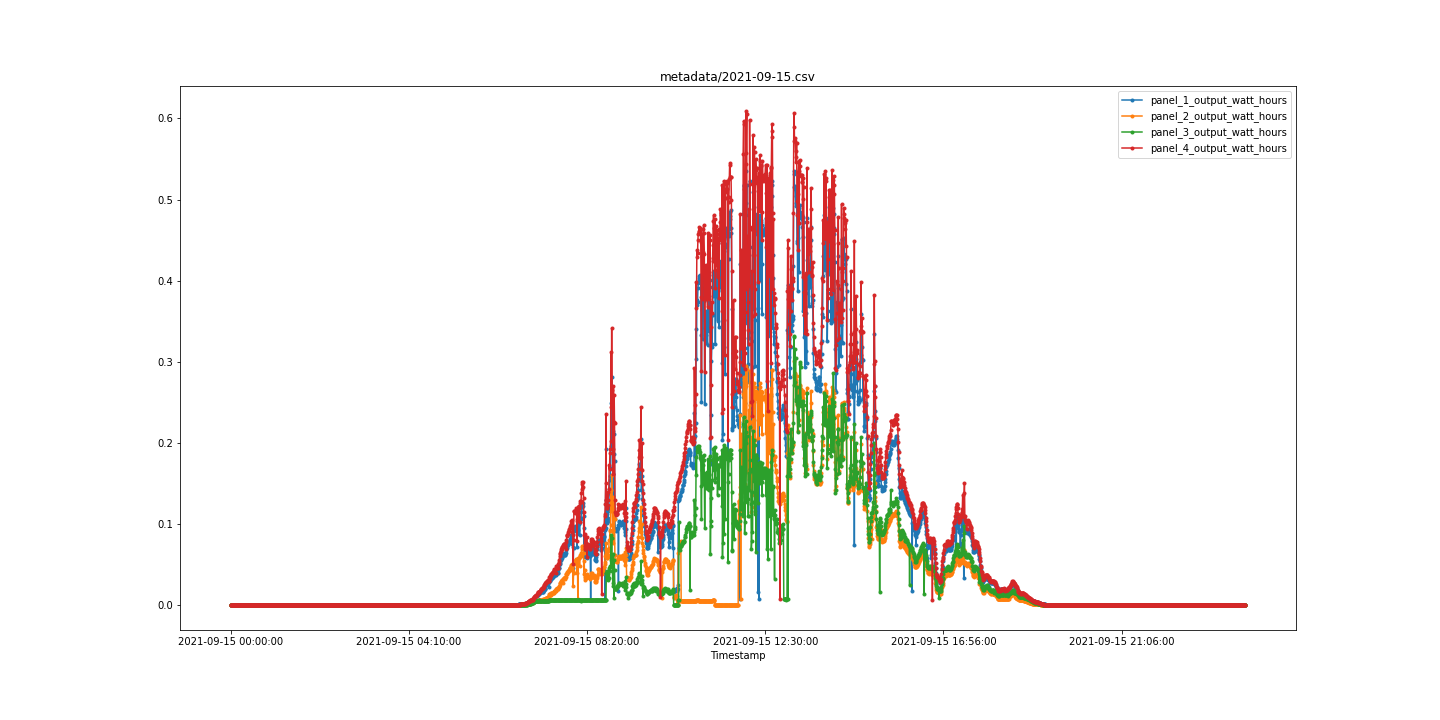 metadata/2021-09-15.csv
panel_1_output_watt_hours
panel_2_output_watt_hours
panel_3_output_watt_hours
panel_4_output_watt_hours
0.6
0.5
0.4
0.3
0.2
0.1
0.0
2021-09-15 00:00:00 2021-09-15 04:10:00 2021-09-15 08:20:00 2021-09-15 12:30:00 2021-09-15 16:56:00 2021-09-15 21:06:00
Timestamp